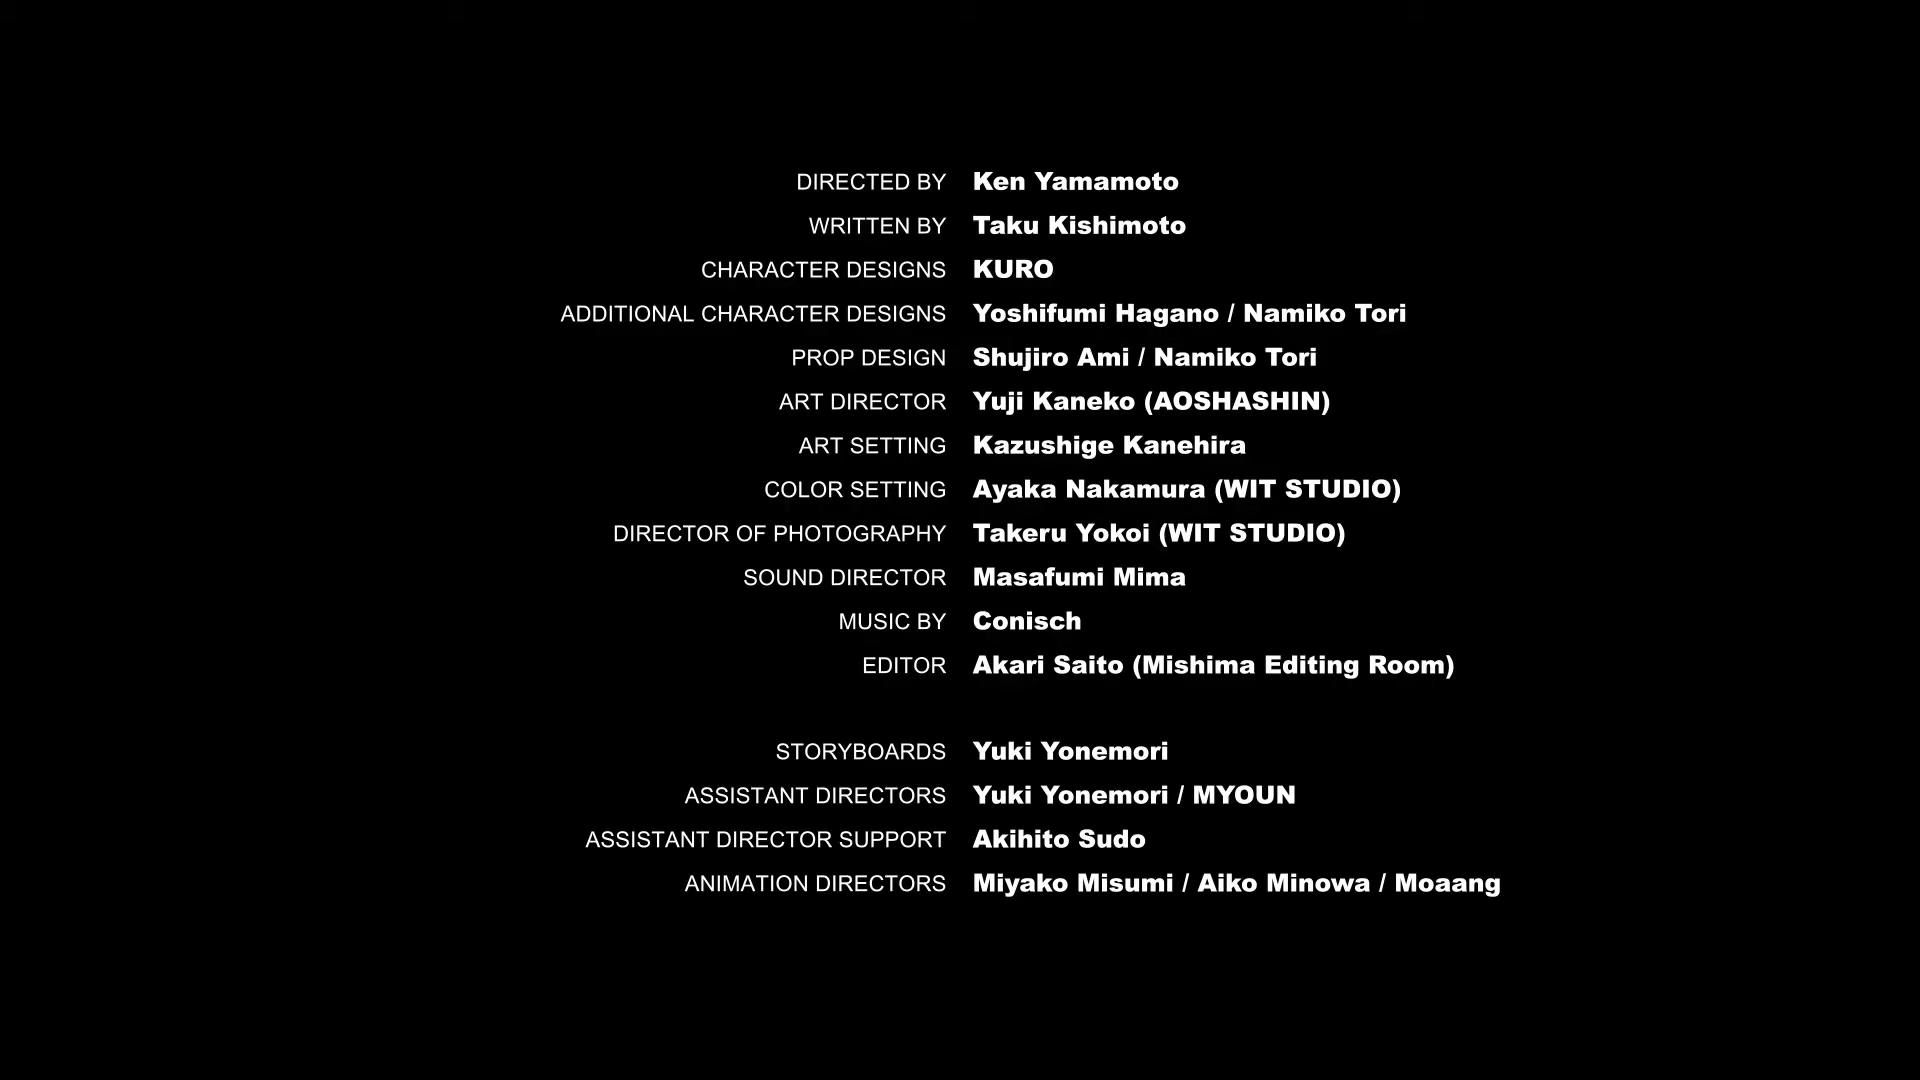 DIRECTED BY Ken Yamamoto
WRITTEN BY Taku Kishimoto
CHARACTER DESIGNS KURO
ADDITIONAL CHARACTER DESIGNS Yoshifumi Hagano / Namiko Tori
PROP DESIGN Shujiro Ami / Namiko Tori
ART DIRECTOR Yuji Kaneko (AOSHASHIN)
ART SETTING Kazushige Kanehira
COLOR SETTING Ayaka Nakamura (WIT STUDIO)
DIRECTOR OF PHOTOGRAPHY Takeru Yokoi (WIT STUDIO)
SOUND DIRECTOR Masafumi Mima
MUSIC BY Conisch
EDITOR Akari Saito (Mishima Editing Room)
STORYBOARDS Yuki Yonemori
ASSISTANT DIRECTORS Yuki Yonemori / MYOUN
ASSISTANT DIRECTOR SUPPORT Akihito Sudo
ANIMATION DIRECTORS Miyako Misumi / Aiko Minowa / Moaang